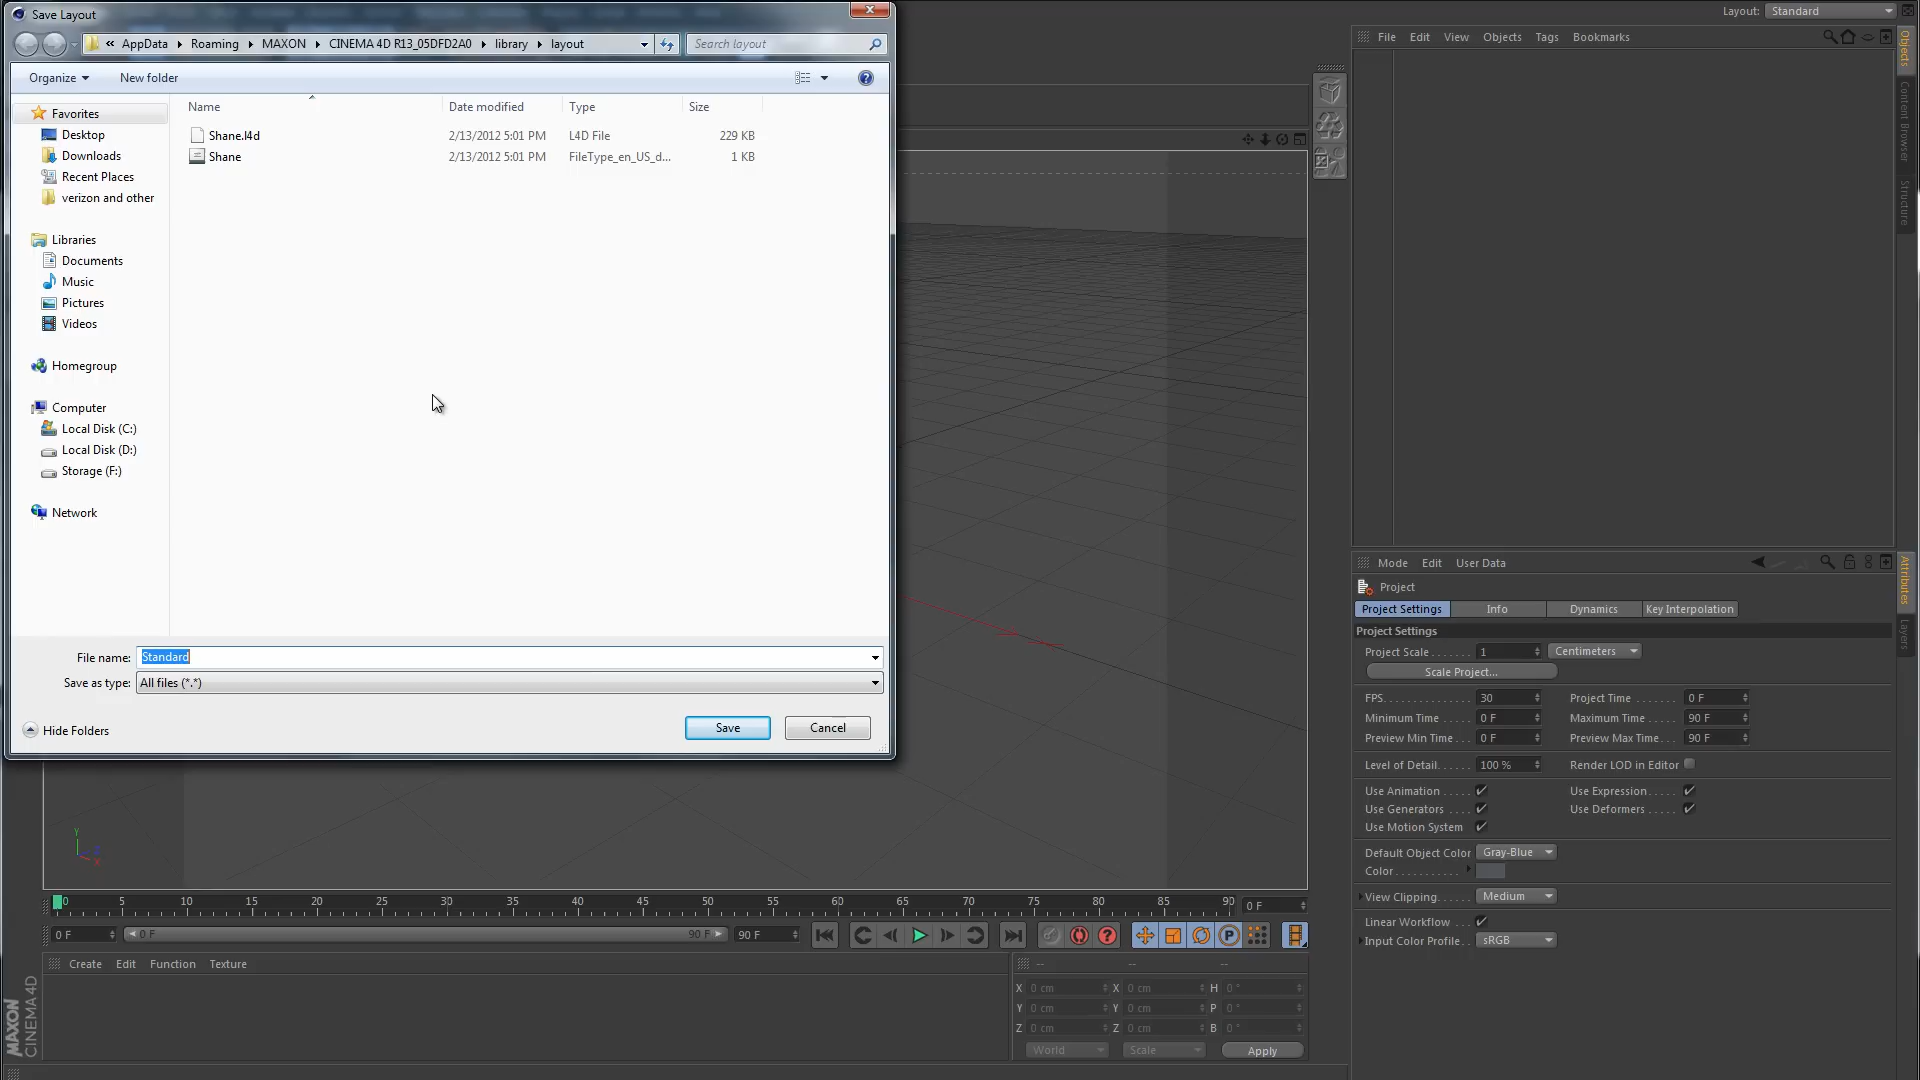 Save Layout
Layout: Standard
« AppData Roaming MAXON CINEMA 4D R13_05DFD2A0 library layout
Search layout
File Edit View Objects Tags Bookmarks
Organize New folder
Name Date modified Type Size
Favorites
Desktop
Downloads
Recent Places
verizon and other
Libraries
Documents
Music
Pictures
Videos
Homegroup
Computer
Local Disk (C:)
Local Disk (D:)
Storage (F:)
Network
Shane.l4d 2/13/2012 5:01 PM L4D File 229 KB
Shane 2/13/2012 5:01 PM FileType_en_US_d... 1 KB
File name: Standard
Save as type: All files (*.*)
Hide Folders
Save Cancel
Objects
Content Browser
Structure
Mode Edit User Data
Project
Project Settings Info Dynamics Key Interpolation
Project Settings
Project Scale....... 1 Centimeters
Scale Project...
FPS................ 30 Project Time ....... 0 F
Minimum Time .... 0 F Maximum Time ... 90 F
Preview Min Time... 0 F Preview Max Time... 90 F
Level of Detail...... 100 % Render LOD in Editor
Use Animation ..... Use Expression.....
Use Generators .... Use Deformers ....
Use Motion System
Default Object Color Gray-Blue
Color...........
View Clipping...... Medium
Linear Workflow ...
Input Color Profile.. sRGB
Attributes
Layers
Y
Z
X
0 5 10 15 20 25 30 35 40 45 50 55 60 65 70 75 80 85 90 0 F
0 F 0 F 90 F 90 F
Create Edit Function Texture
-- -- --
X 0 cm X 0 cm H 0 °
Y 0 cm Y 0 cm P 0 °
Z 0 cm Z 0 cm B 0 °
World Scale Apply
MAXON
CINEMA 4D